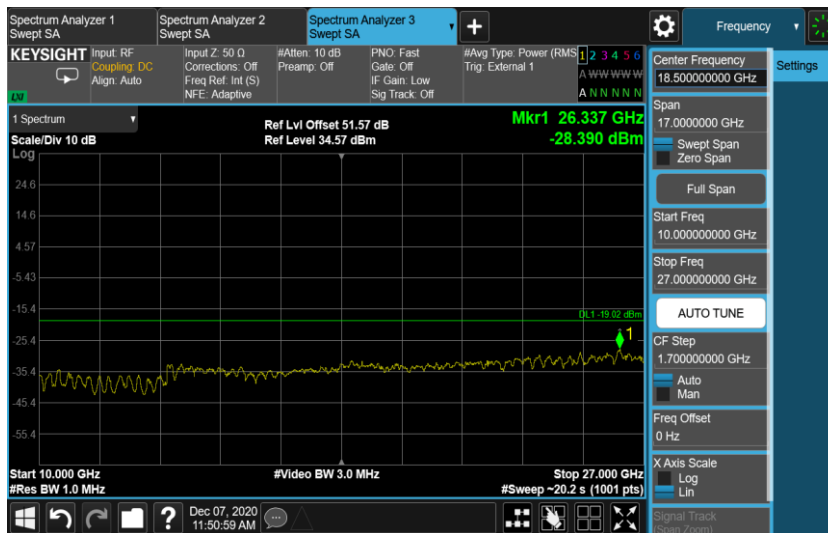 Spectrum Analyzer 1
Swept SA
Spectrum Analyzer 2
Swept SA
Spectrum Analyzer 3
Swept SA
Frequency
KEYSIGHT
Input: RF
Coupling: DC
Align: Auto
LXI
Input Z: 50 Ω
Corrections: Off
Freq Ref: Int (S)
NFE: Adaptive
#Atten: 10 dB
Preamp: Off
PNO: Fast
Gate: Off
IF Gain: Low
Sig Track: Off
#Avg Type: Power (RMS
Trig: External 1
1 2 3 4 5 6
A W W W W W
A N N N N N
1 Spectrum
Scale/Div 10 dB
Log
Ref Lvl Offset 51.57 dB
Ref Level 34.57 dBm
Mkr1 26.337 GHz
-28.390 dBm
24.6
14.6
4.57
-5.43
-15.4
-25.4
-35.4
-45.4
-55.4
DL1 -19.02 dBm
1
Start 10.000 GHz
#Res BW 1.0 MHz
#Video BW 3.0 MHz
Stop 27.000 GHz
#Sweep ~20.2 s (1001 pts)
Dec 07, 2020
11:50:59 AM
Center Frequency
18.500000000 GHz
Settings
Span
17.0000000 GHz
Swept Span
Zero Span
Full Span
Start Freq
10.000000000 GHz
Stop Freq
27.000000000 GHz
AUTO TUNE
CF Step
1.700000000 GHz
Auto
Man
Freq Offset
0 Hz
X Axis Scale
Log
Lin
Signal Track
(Span Zoom)